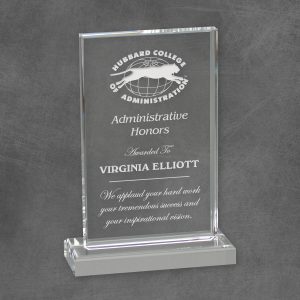 HUBBARD COLLEGE
OF ADMINISTRATION
Administrative
Honors
Awarded To
VIRGINIA ELLIOTT
We applaud your hard work
your tremendous success and
your inspirational vision.